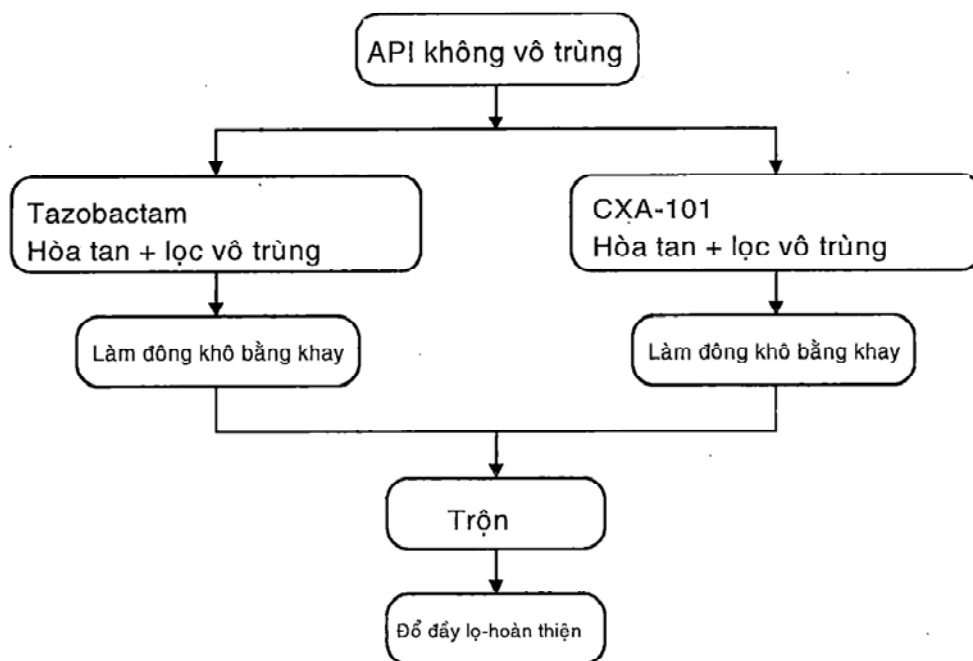 API không vô trùng
Tazobactam
Hòa tan + lọc vô trùng
CXA-101
Hòa tan + lọc vô trùng
Làm đông khô bằng khay
Làm đông khô bằng khay
Trộn
Đổ đầy lọ-hoàn thiện